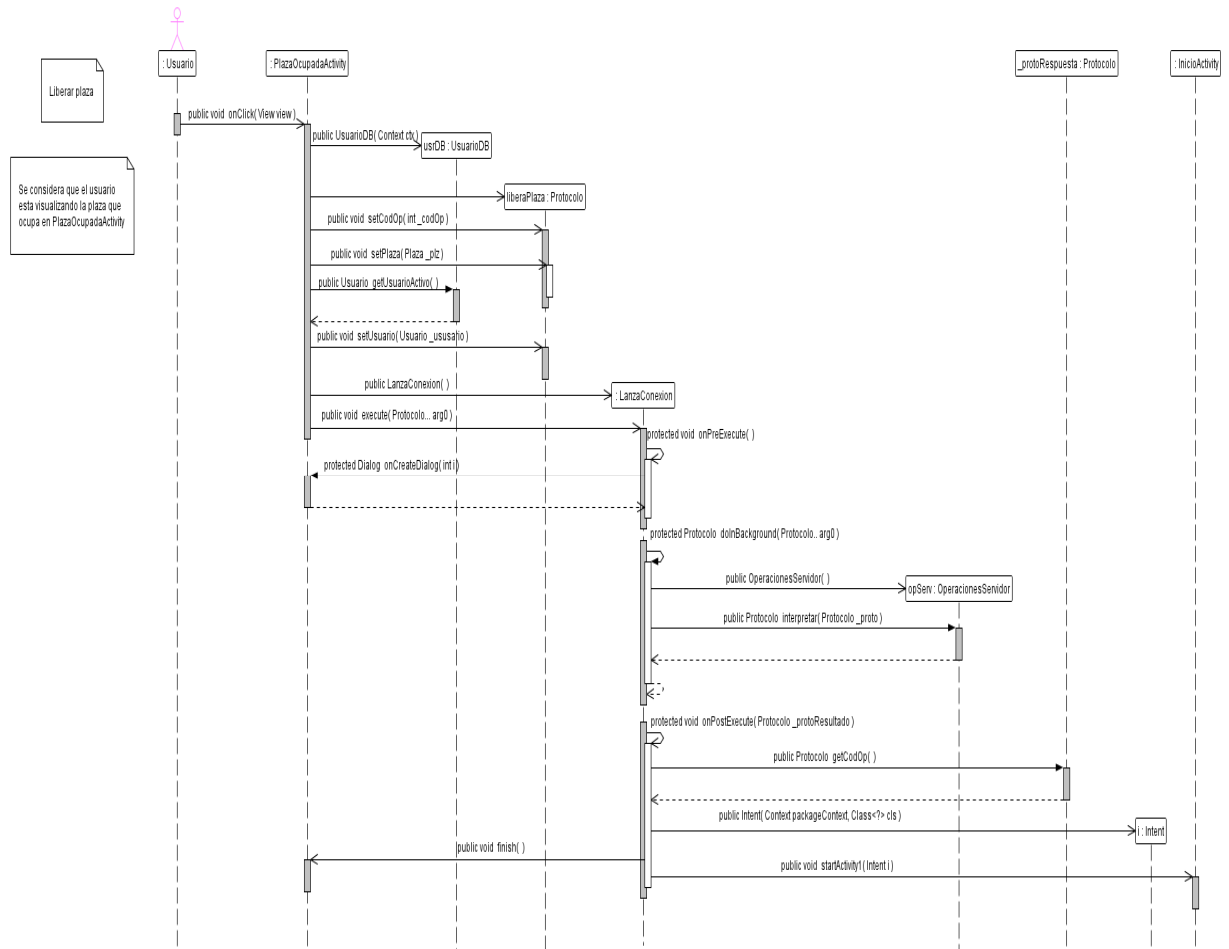 : Usuario
: PlazaOcupadaActivity
_protoRespuesta : Protocolo
: InicioActivity
Liberar plaza
public void onClick( View view )
public UsuarioDB( Context ctx )
usrDB : UsuarioDB
Se considera que el usuario
esta visualizando la plaza que
ocupa en PlazaOcupadaActivity
liberaPlaza : Protocolo
public void setCodOp( int _codOp )
public void setPlaza( Plaza _plz )
public Usuario getUsuarioActivo( )
public void setUsuario( Usuario _ususario )
public LanzaConexion( )
: LanzaConexion
public void execute( Protocolo... arg0 )
protected void onPreExecute( )
protected Dialog onCreateDialog( int i )
protected Protocolo doInBackground( Protocolo... arg0 )
public OperacionesServidor( )
opServ : OperacionesServidor
public Protocolo interpretar( Protocolo _proto )
protected void onPostExecute( Protocolo _protoResultado )
public Protocolo getCodOp( )
public Intent( Context packageContext, Class<?> cls )
i : Intent
public void finish( )
public void startActivity1( Intent i )